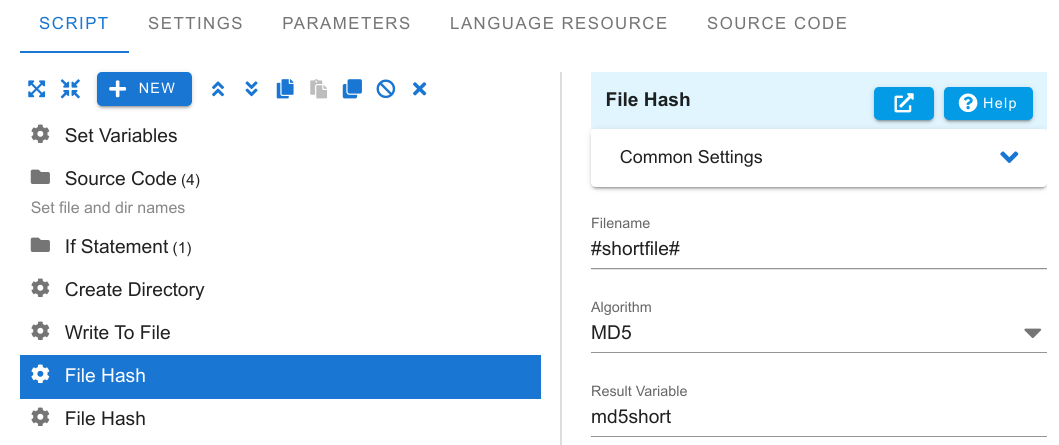 SCRIPT SETTINGS PARAMETERS LANGUAGE RESOURCE SOURCE CODE
NEW
Set Variables
Source Code (4)
Set file and dir names
If Statement (1)
Create Directory
Write To File
File Hash
File Hash
File Hash
Help
Common Settings
Filename
#shortfile#
Algorithm
MD5
Result Variable
md5short